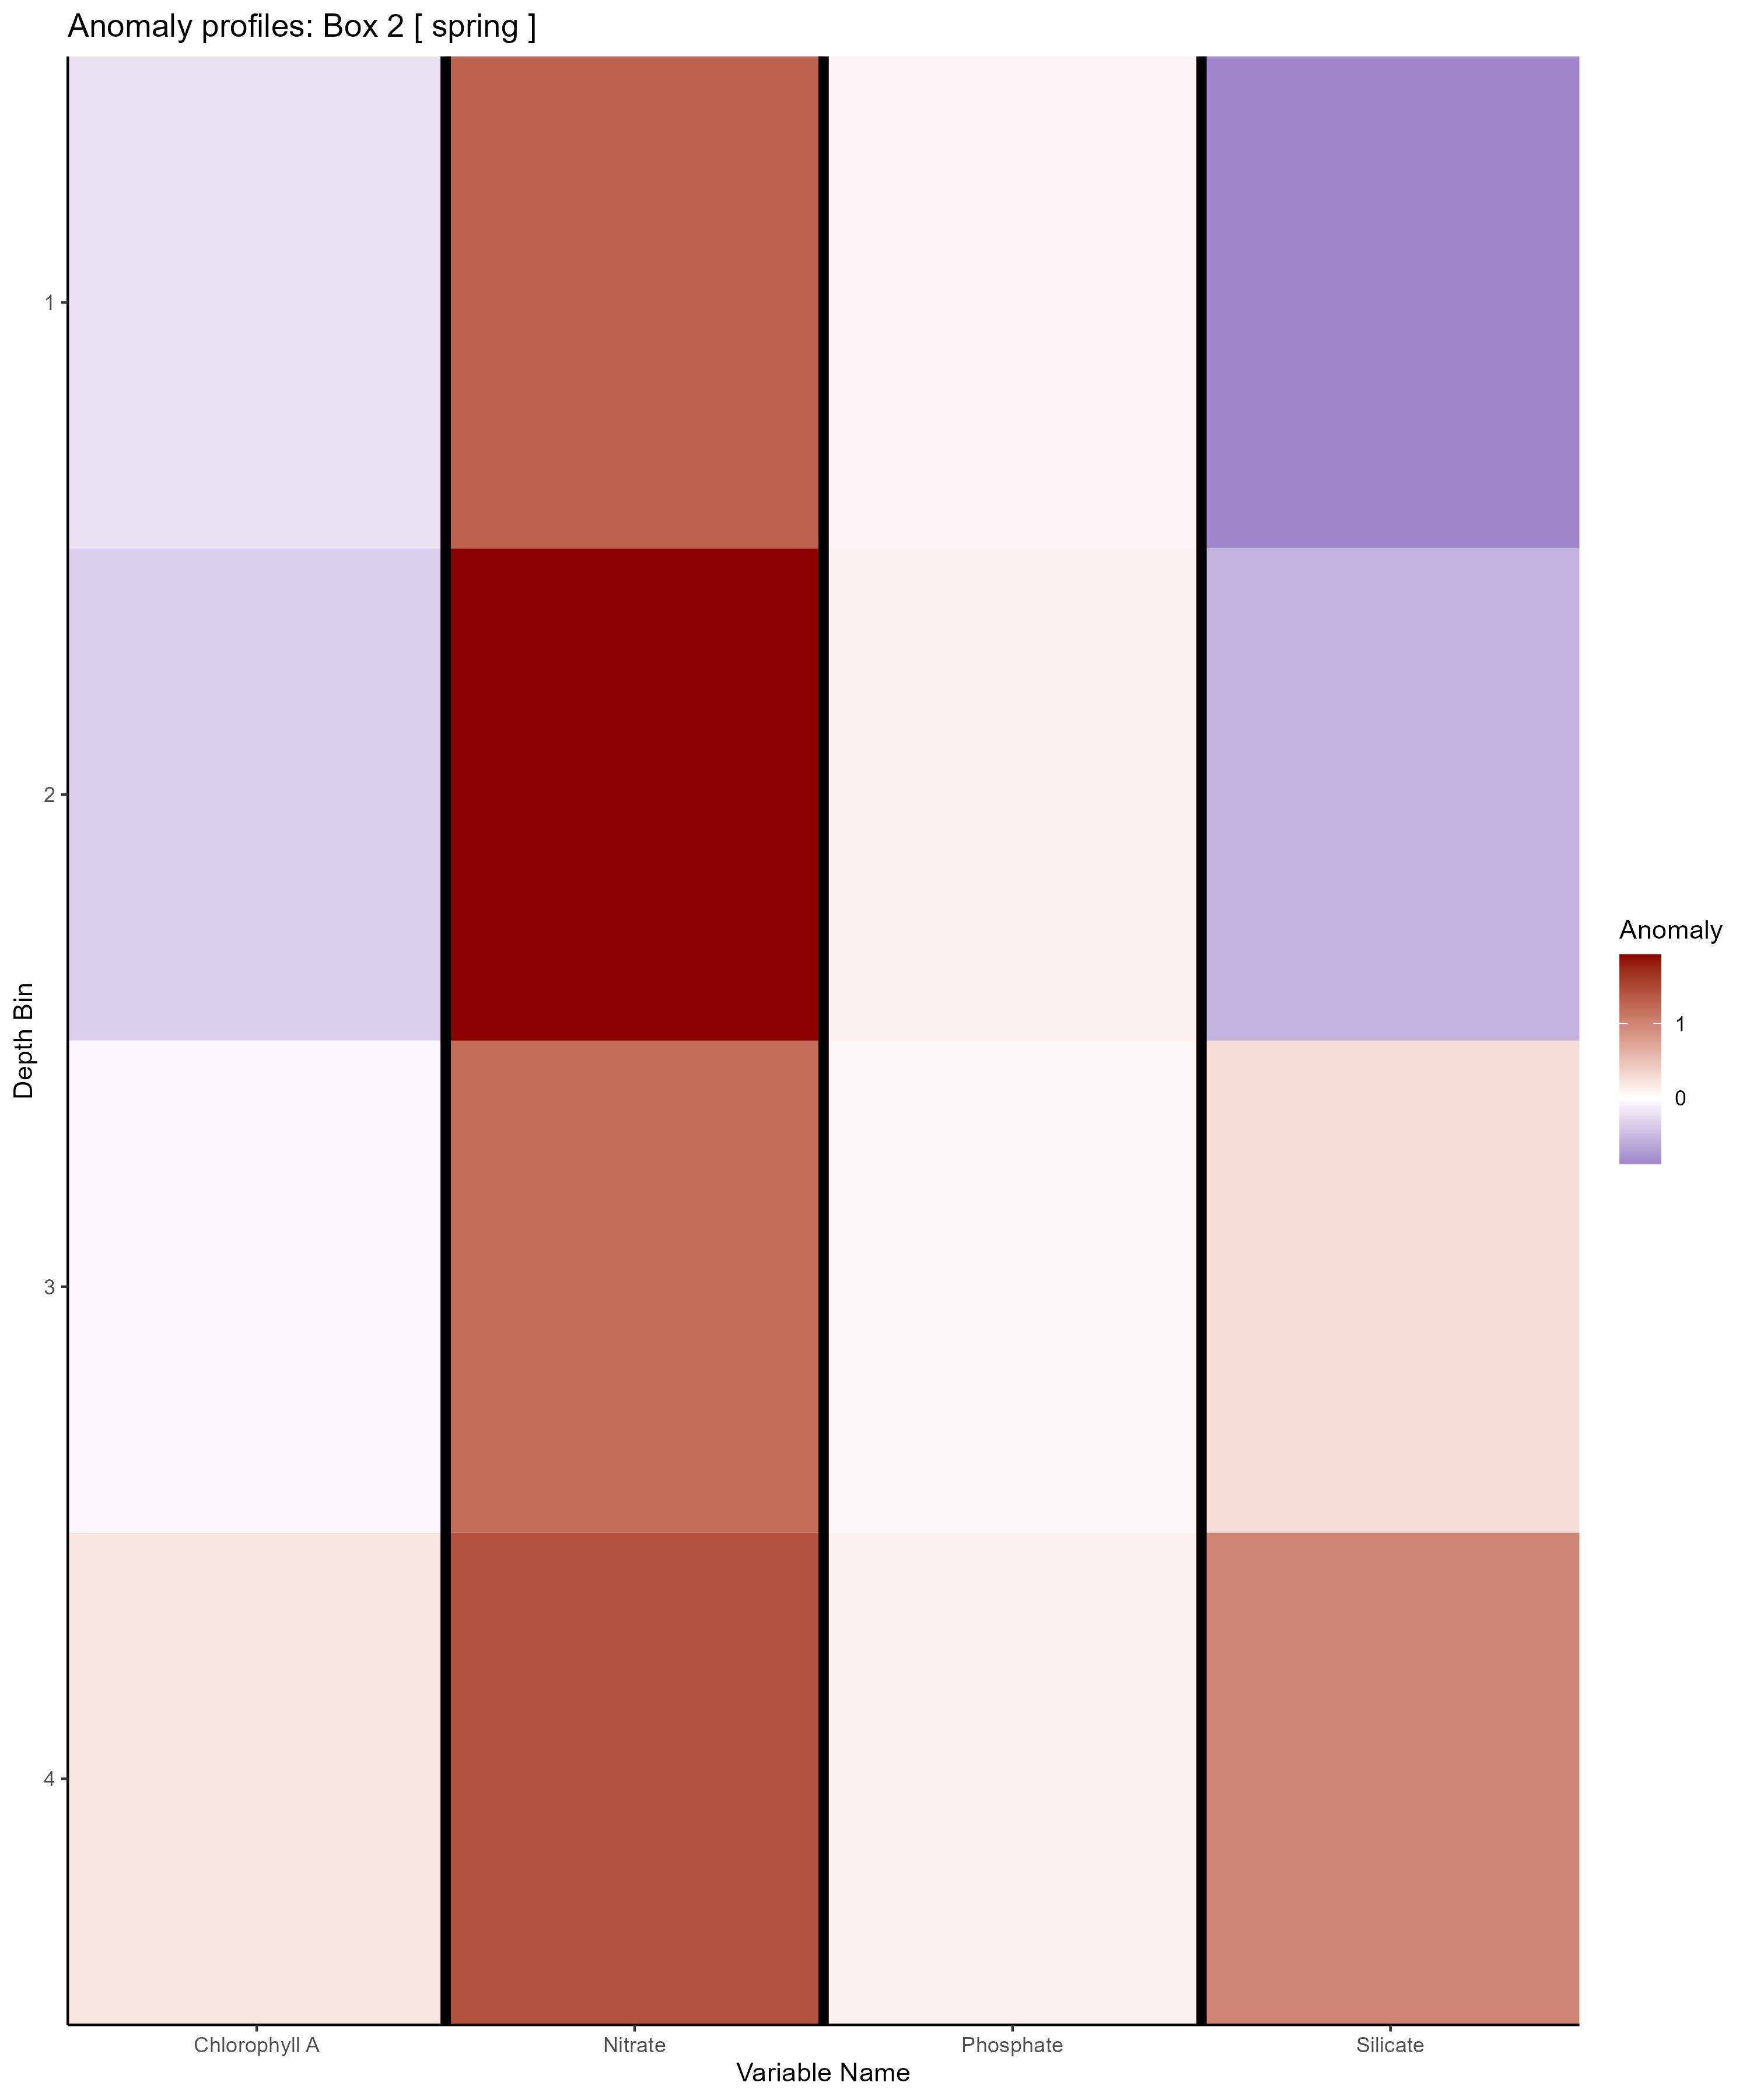 Anomaly profiles: Box 2 [ spring ]
1
2
3
4
Depth Bin
Chlorophyll A
Nitrate
Phosphate
Silicate
Variable Name
Anomaly
1
0